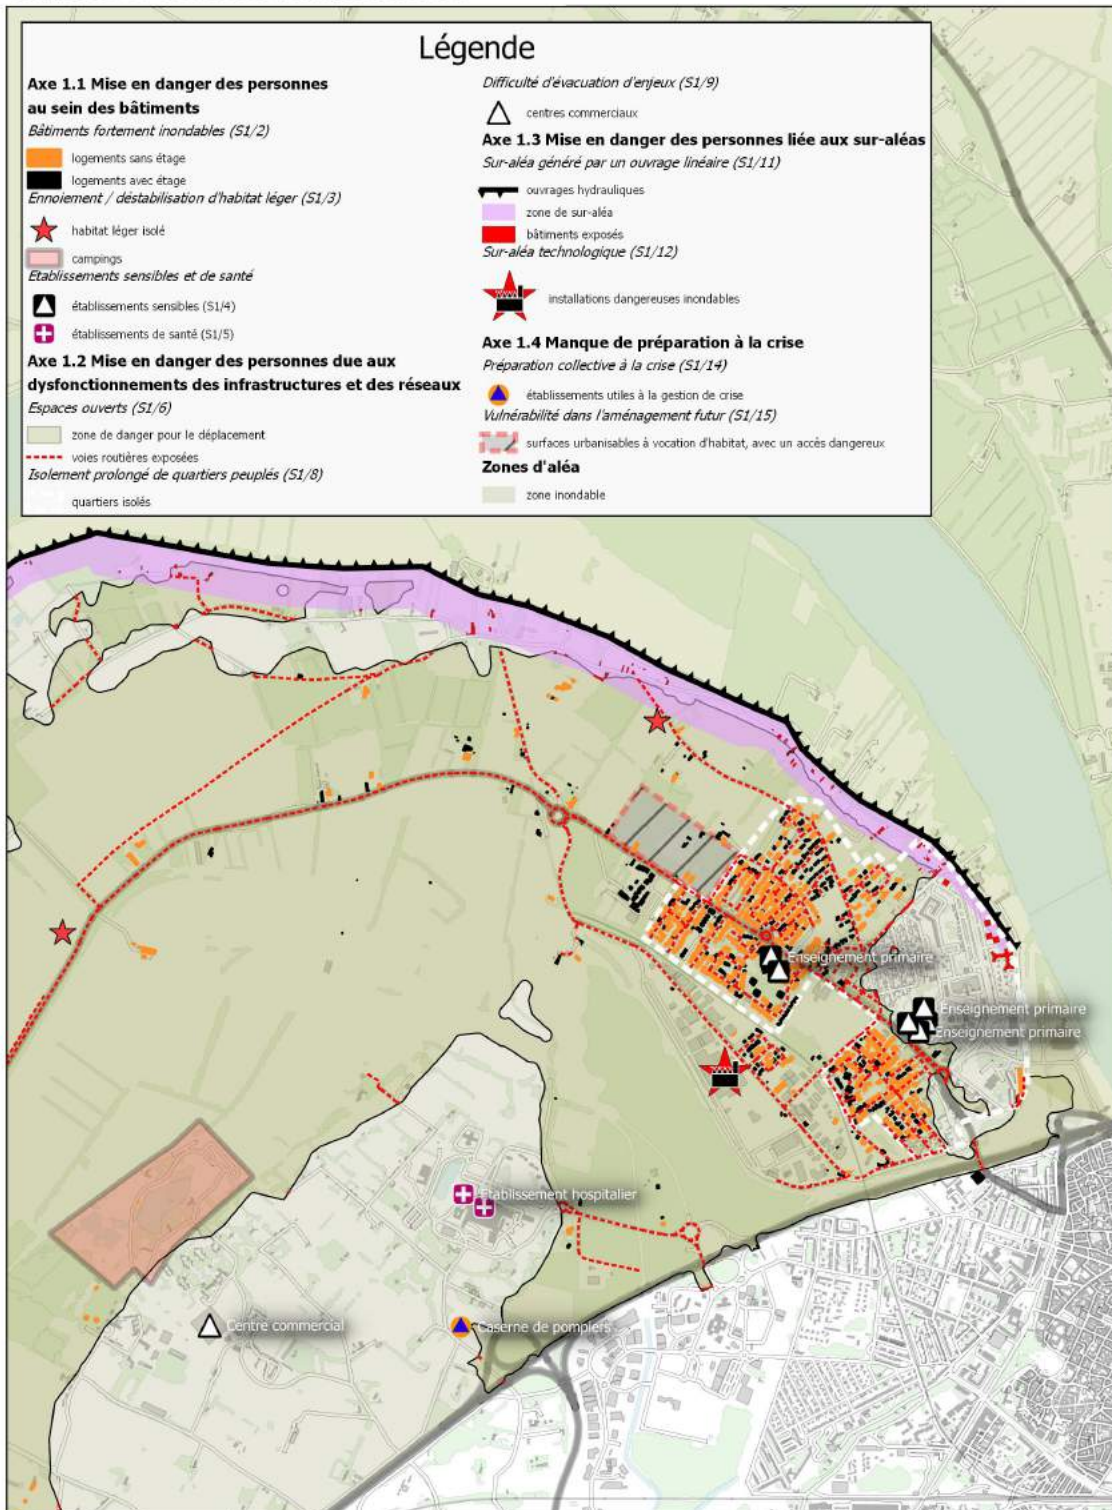 Légende
Axe 1.1 Mise en danger des personnes
au sein des bâtiments
Bâtiments fortement inondables (S1/2)
logements sans étage
logements avec étage
Ennoiement / déstabilisation d'habitat léger (S1/3)
habitat léger isolé
campings
Etablissements sensibles et de santé
établissements sensibles (S1/4)
établissements de santé (S1/5)
Axe 1.2 Mise en danger des personnes due aux
dysfonctionnements des infrastructures et des réseaux
Espaces ouverts (S1/6)
zone de danger pour le déplacement
voies routières exposées
Isolement prolongé de quartiers peuplés (S1/8)
quartiers isolés
Difficulté d'évacuation d'enjeux (S1/9)
centres commerciaux
Axe 1.3 Mise en danger des personnes liée aux sur-aléas
Sur-aléa généré par un ouvrage linéaire (S1/11)
ouvrages hydrauliques
zone de sur-aléa
bâtiments exposés
Sur-aléa technologique (S1/12)
installations dangereuses inondables
Axe 1.4 Manque de préparation à la crise
Préparation collective à la crise (S1/14)
établissements utiles à la gestion de crise
Vulnérabilité dans l'aménagement futur (S1/15)
surfaces urbanisables à vocation d'habitat, avec un accès dangereux
Zones d'aléa
zone inondable
Enseignement primaire
Enseignement primaire
Enseignement primaire
Etablissement hospitalier
Centre commercial
Caserne de pompiers